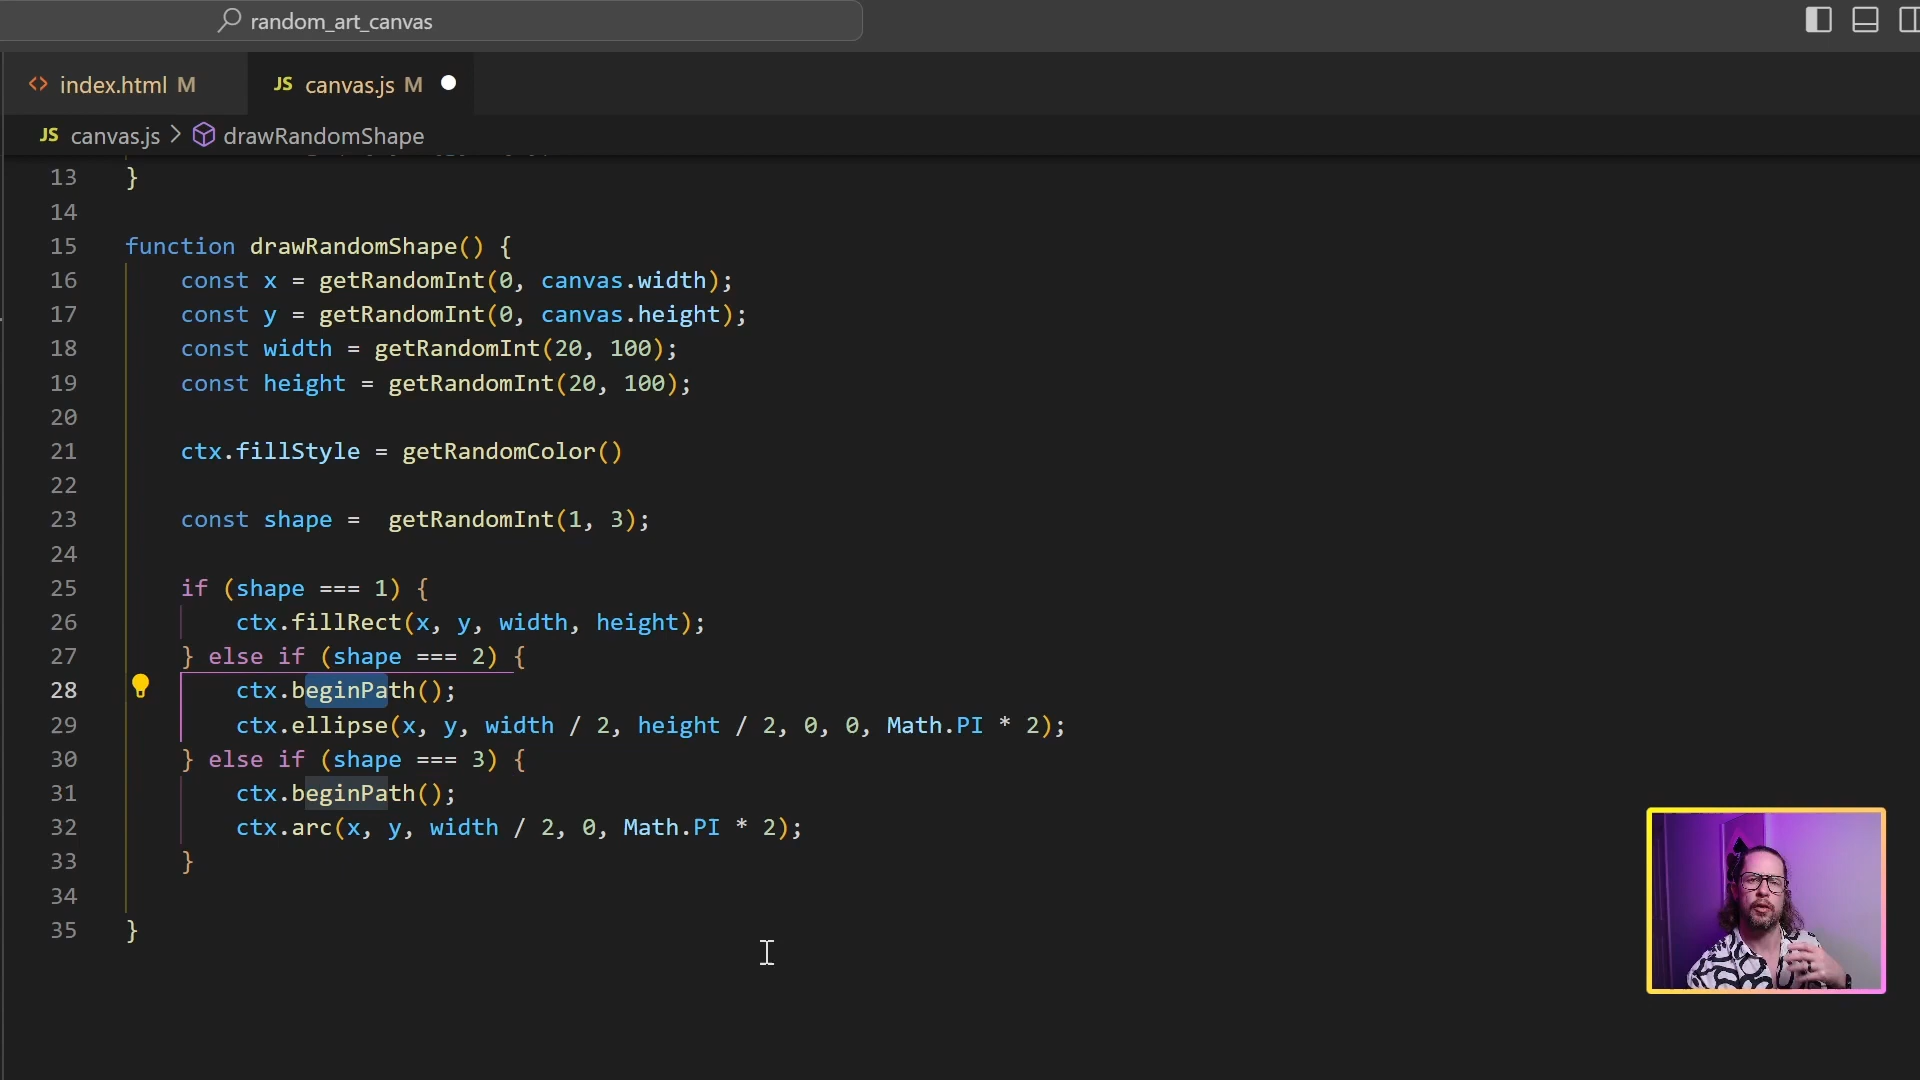 random_art_canvas
index.html M
JS canvas.js M
JS canvas.js > drawRandomShape
13 }
14
15 function drawRandomShape() {
16 const x = getRandomInt(0, canvas.width);
17 const y = getRandomInt(0, canvas.height);
18 const width = getRandomInt(20, 100);
19 const height = getRandomInt(20, 100);
20
21 ctx.fillStyle = getRandomColor()
22
23 const shape =  getRandomInt(1, 3);
24
25 if (shape === 1) {
26 ctx.fillRect(x, y, width, height);
27 } else if (shape === 2) {
28 ctx.beginPath();
29 ctx.ellipse(x, y, width / 2, height / 2, 0, 0, Math.PI * 2);
30 } else if (shape === 3) {
31 ctx.beginPath();
32 ctx.arc(x, y, width / 2, 0, Math.PI * 2);
33 }
34
35 }